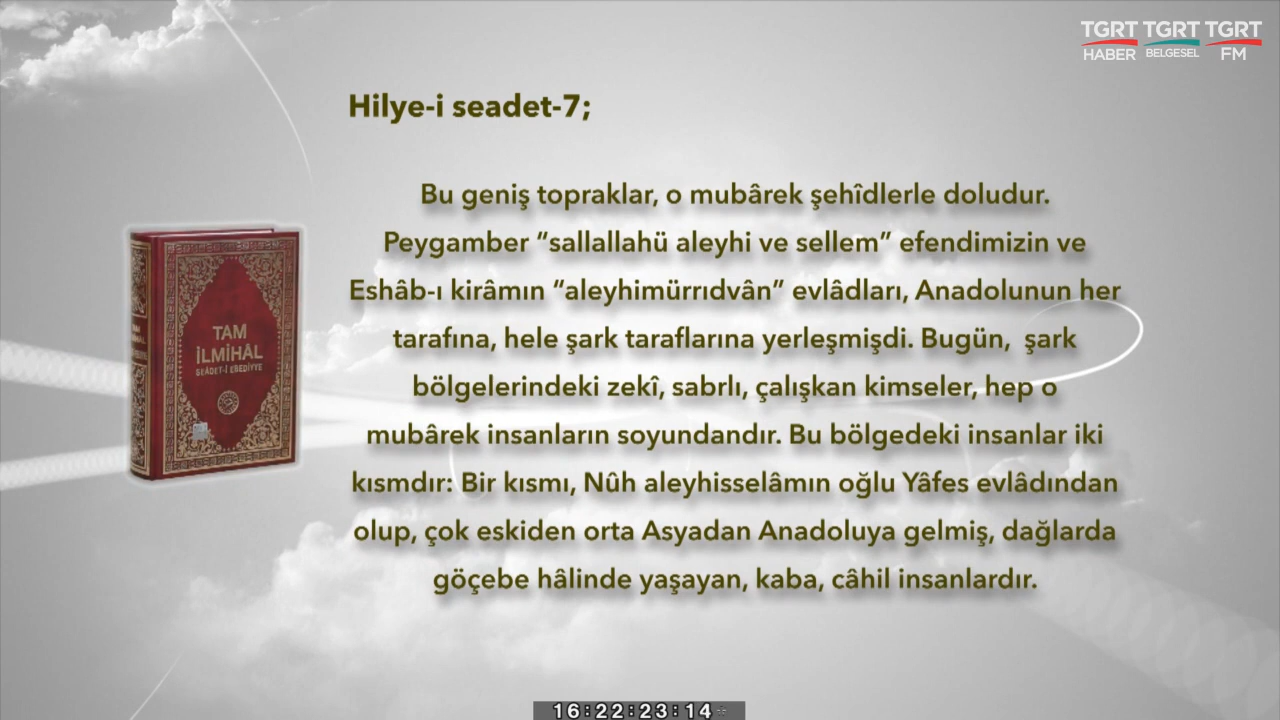 TGRT TGRT TGRT
HABER BELGESEL FM
Hilye-i seadet-7;
Bu geniş topraklar, o mubârek şehîdlerle doludur.
Peygamber “sallallahü aleyhi ve sellem” efendimizin ve
Eshâb-ı kirâmın “aleyhimürrıdvân” evlâdları, Anadolunun her
tarafına, hele şark taraflarına yerleşmişdi. Bugün, şark
bölgelerindeki zekî, sabrlı, çalışkan kimseler, hep o
mubârek insanların soyundandır. Bu bölgedeki insanlar iki
kısmdır: Bir kısmı, Nûh aleyhisselâmın oğlu Yâfes evlâdından
olup, çok eskiden orta Asyadan Anadoluya gelmiş, dağlarda
göçebe hâlinde yaşayan, kaba, câhil insanlardır.
TAM
İLMİHÂL
SEÂDET-İ EBEDİYYE
16:22:23:14